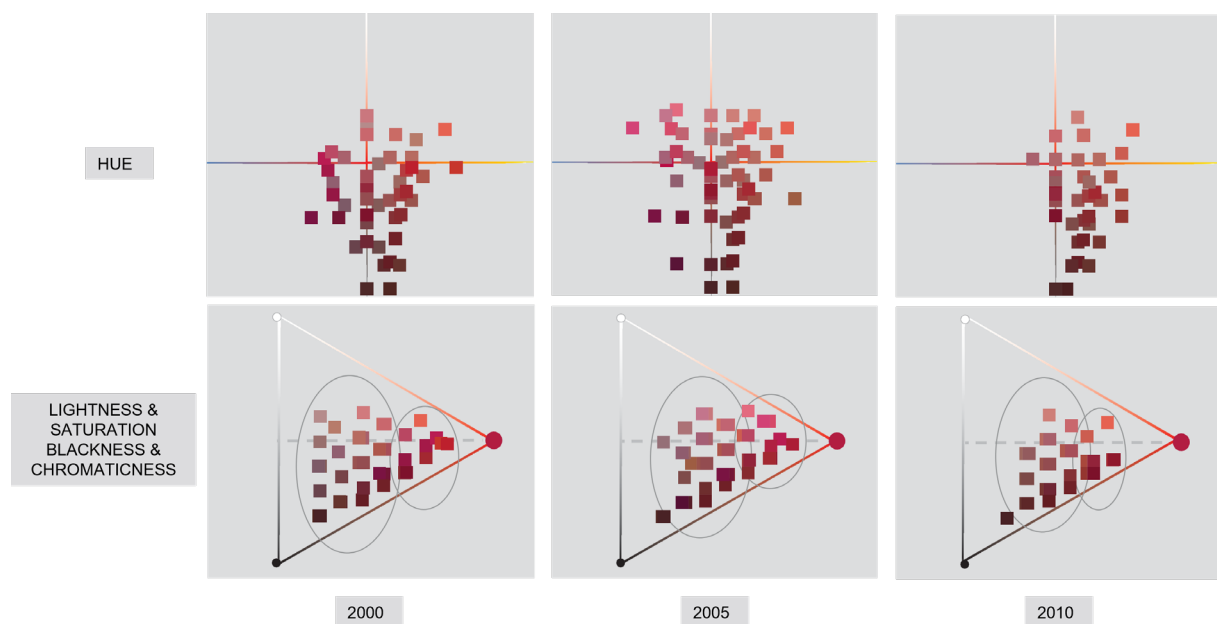 HUE
LIGHTNESS &
SATURATION
BLACKNESS &
CHROMATICNESS
2000
2005
2010